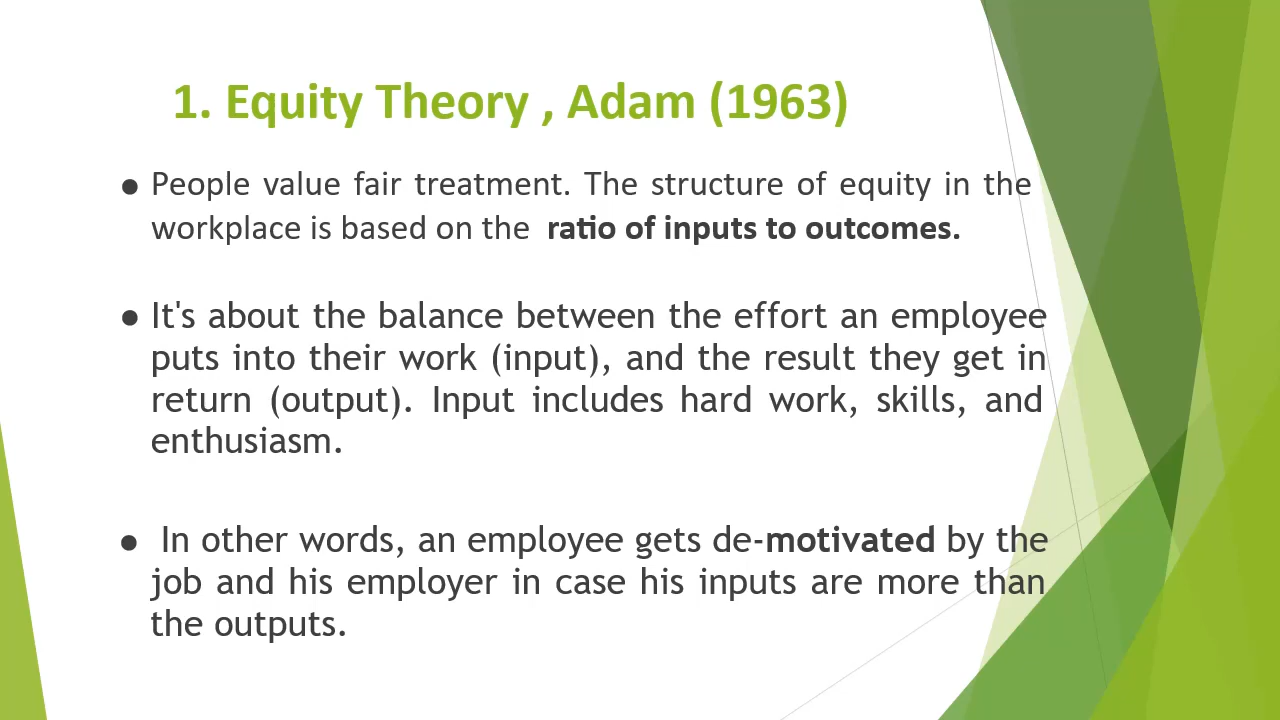 1. Equity Theory , Adam (1963)
● People value fair treatment. The structure of equity in the
workplace is based on the ratio of inputs to outcomes.
● It's about the balance between the effort an employee
puts into their work (input), and the result they get in
return (output). Input includes hard work, skills, and
enthusiasm.
● In other words, an employee gets de-motivated by the
job and his employer in case his inputs are more than
the outputs.